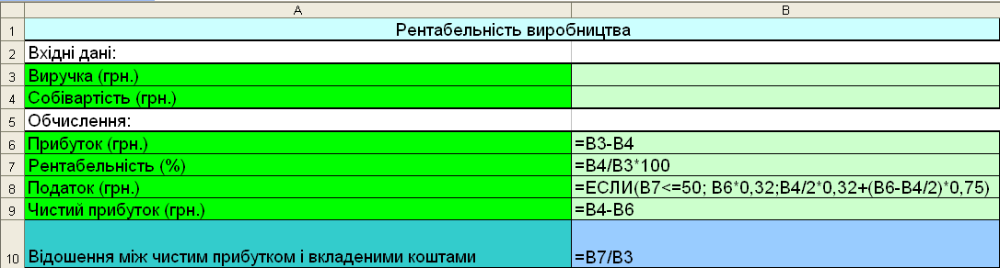 A B
1 Рентабельність виробництва
2 Вхідні дані:
3 Виручка (грн.)
4 Собівартість (грн.)
5 Обчислення:
6 Прибуток (грн.) =B3-B4
7 Рентабельність (%) =B4/B3*100
8 Податок (грн.) =ЕСЛИ(B7<=50; B6*0,32;B4/2*0,32+(B6-B4/2)*0,75)
9 Чистий прибуток (грн.) =B4-B6
10 Відошення між чистим прибутком і вкладеними коштами =B7/B3